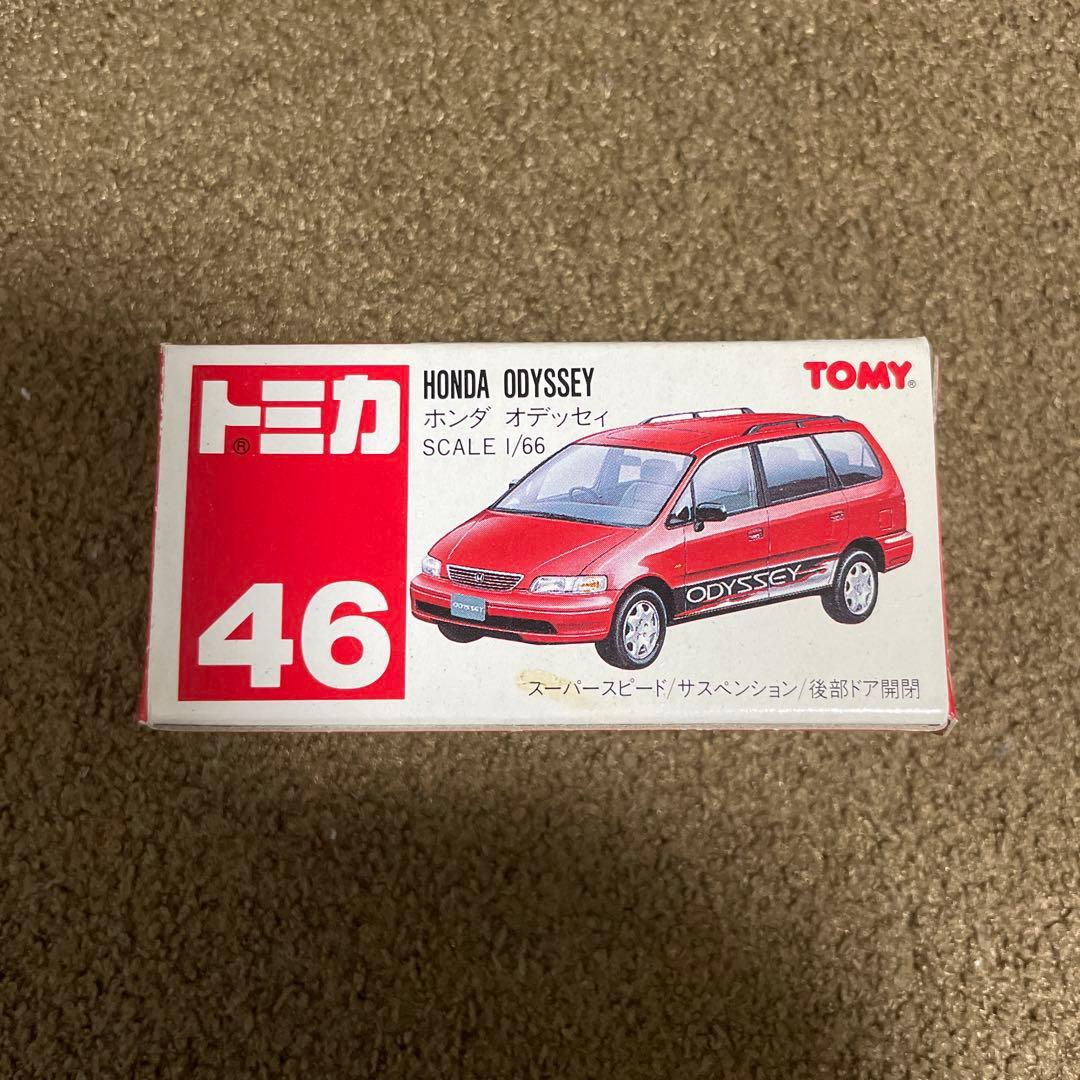 トミカ®
46
HONDA ODYSSEY
ホンダ オデッセィ
SCALE 1/66
TOMY®
ODYSSEY
ODYSSEY
スーパースピード/サスペンション/後部ドア開閉